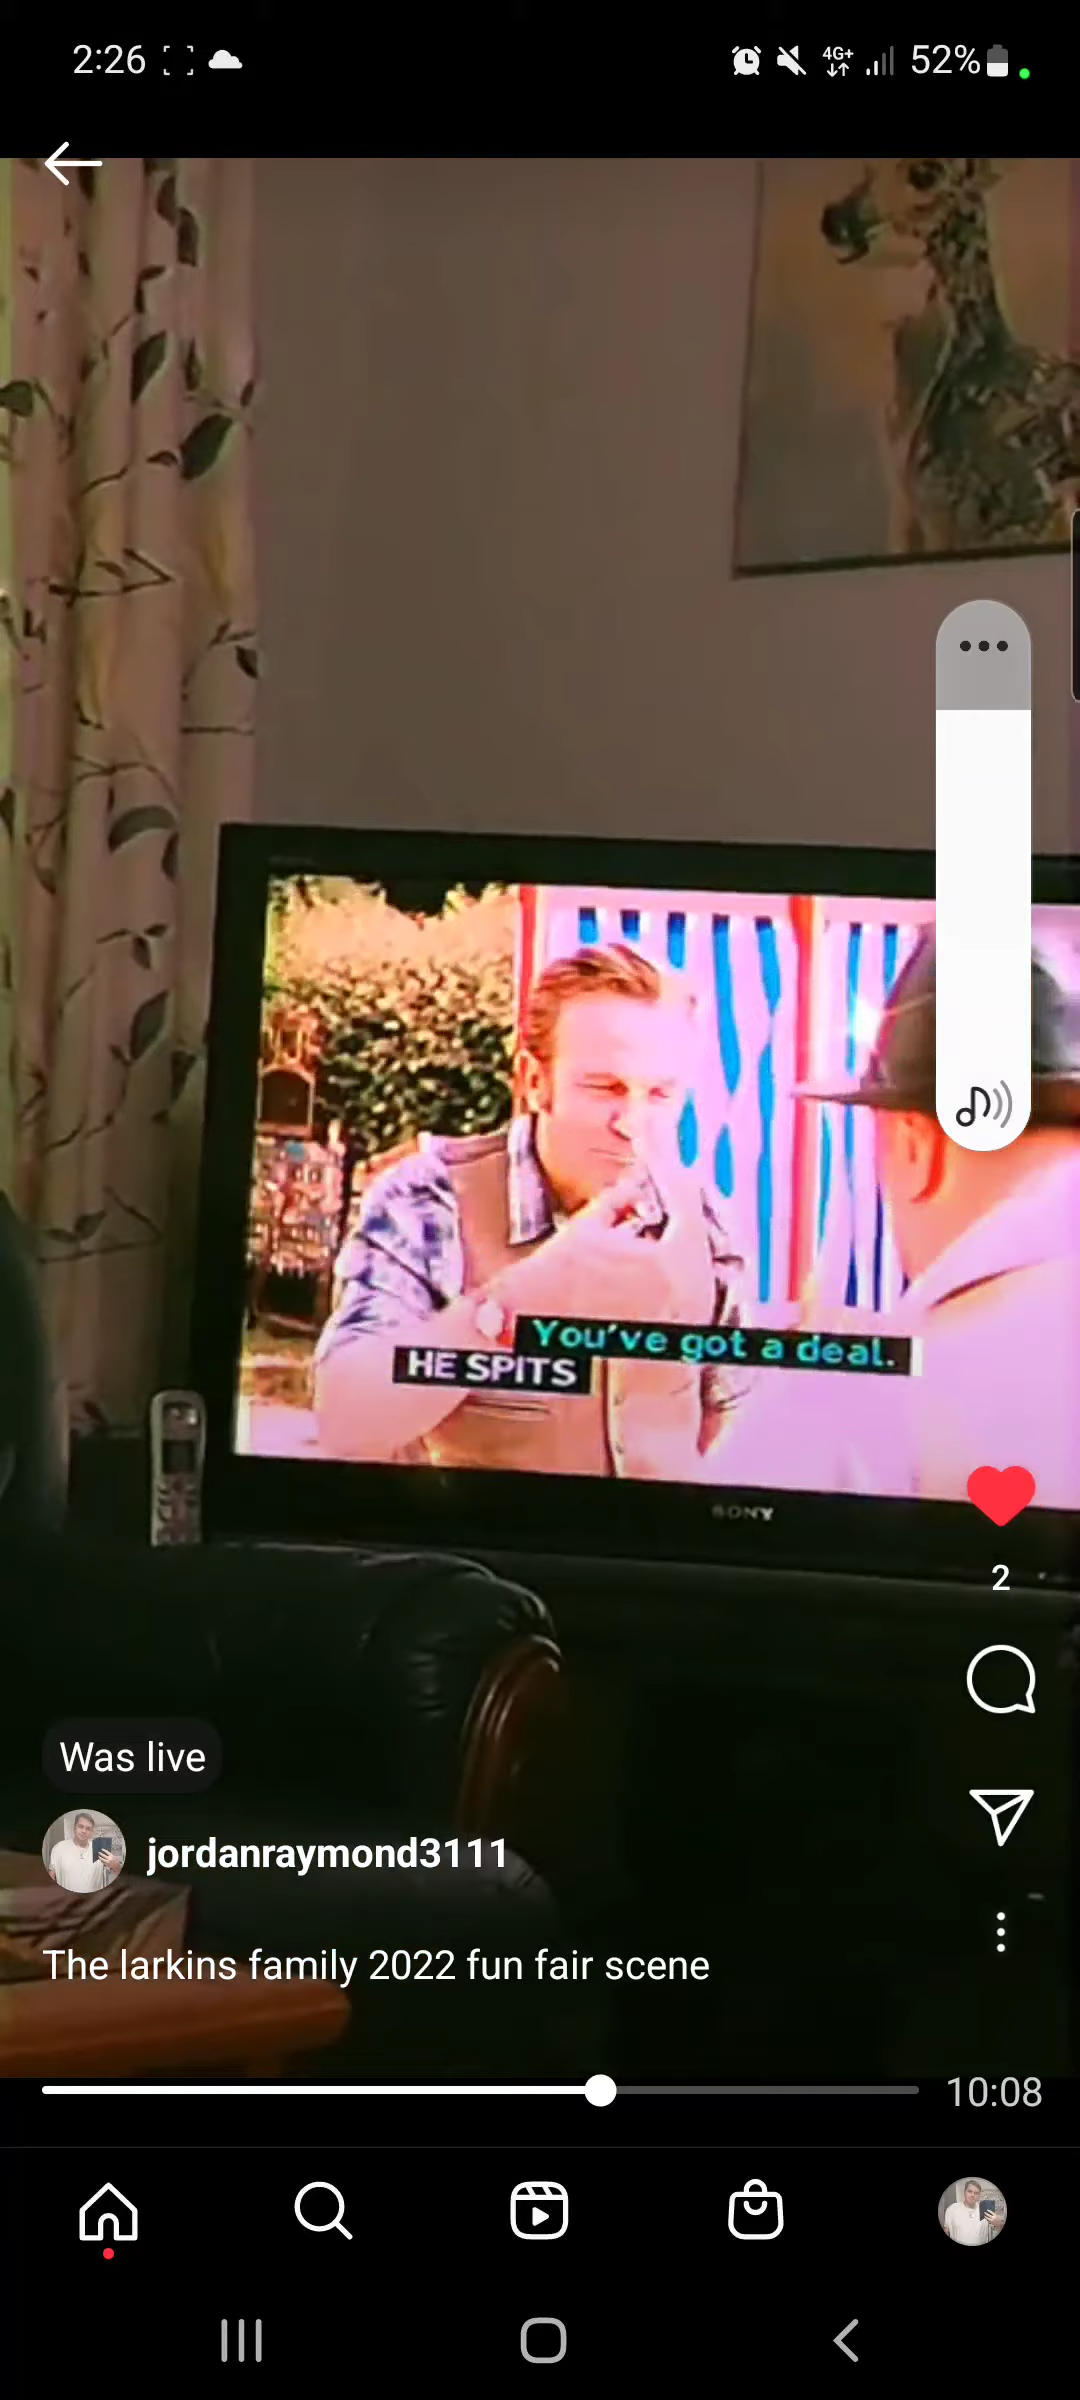 2:26
4G+
52%
You've got a deal.
HE SPITS
SONY
2
Was live
jordanraymond3111
The larkins family 2022 fun fair scene
10:08